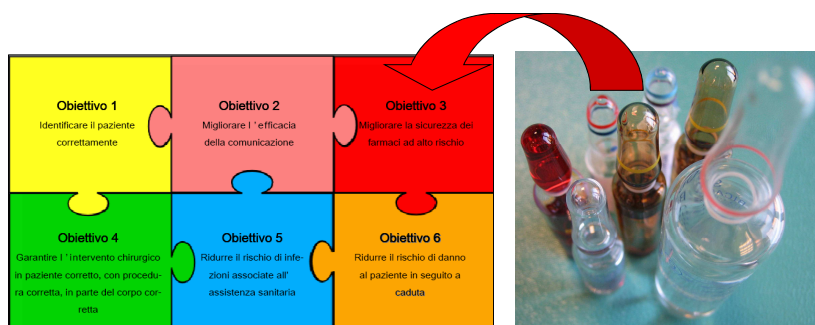 Obiettivo 1
Identificare il paziente
correttamente
Obiettivo 2
Migliorare l'efficacia
della comunicazione
Obiettivo 3
Migliorare la sicurezza dei
farmaci ad alto rischio
Obiettivo 4
Garantire l'intervento chirurgico
in paziente corretto, con procedu-
ra corretta, in parte del corpo cor-
retta
Obiettivo 5
Ridurre il rischio di infe-
zioni associate all'
assistenza sanitaria
Obiettivo 6
Ridurre il rischio di danno
al paziente in seguito a
caduta